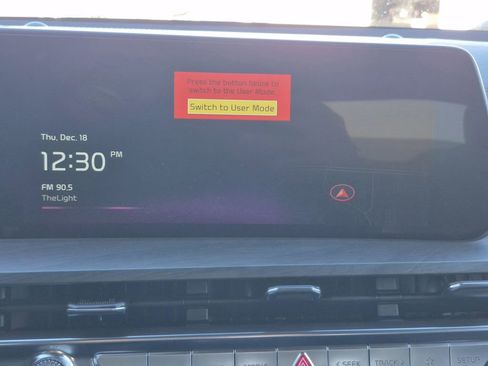 Press the button below to
switch to the User Mode.
Switch to User Mode
Thu, Dec. 18
12:30 PM
FM 90.5
TheLight
< SEEK
TRACK >
SETUP